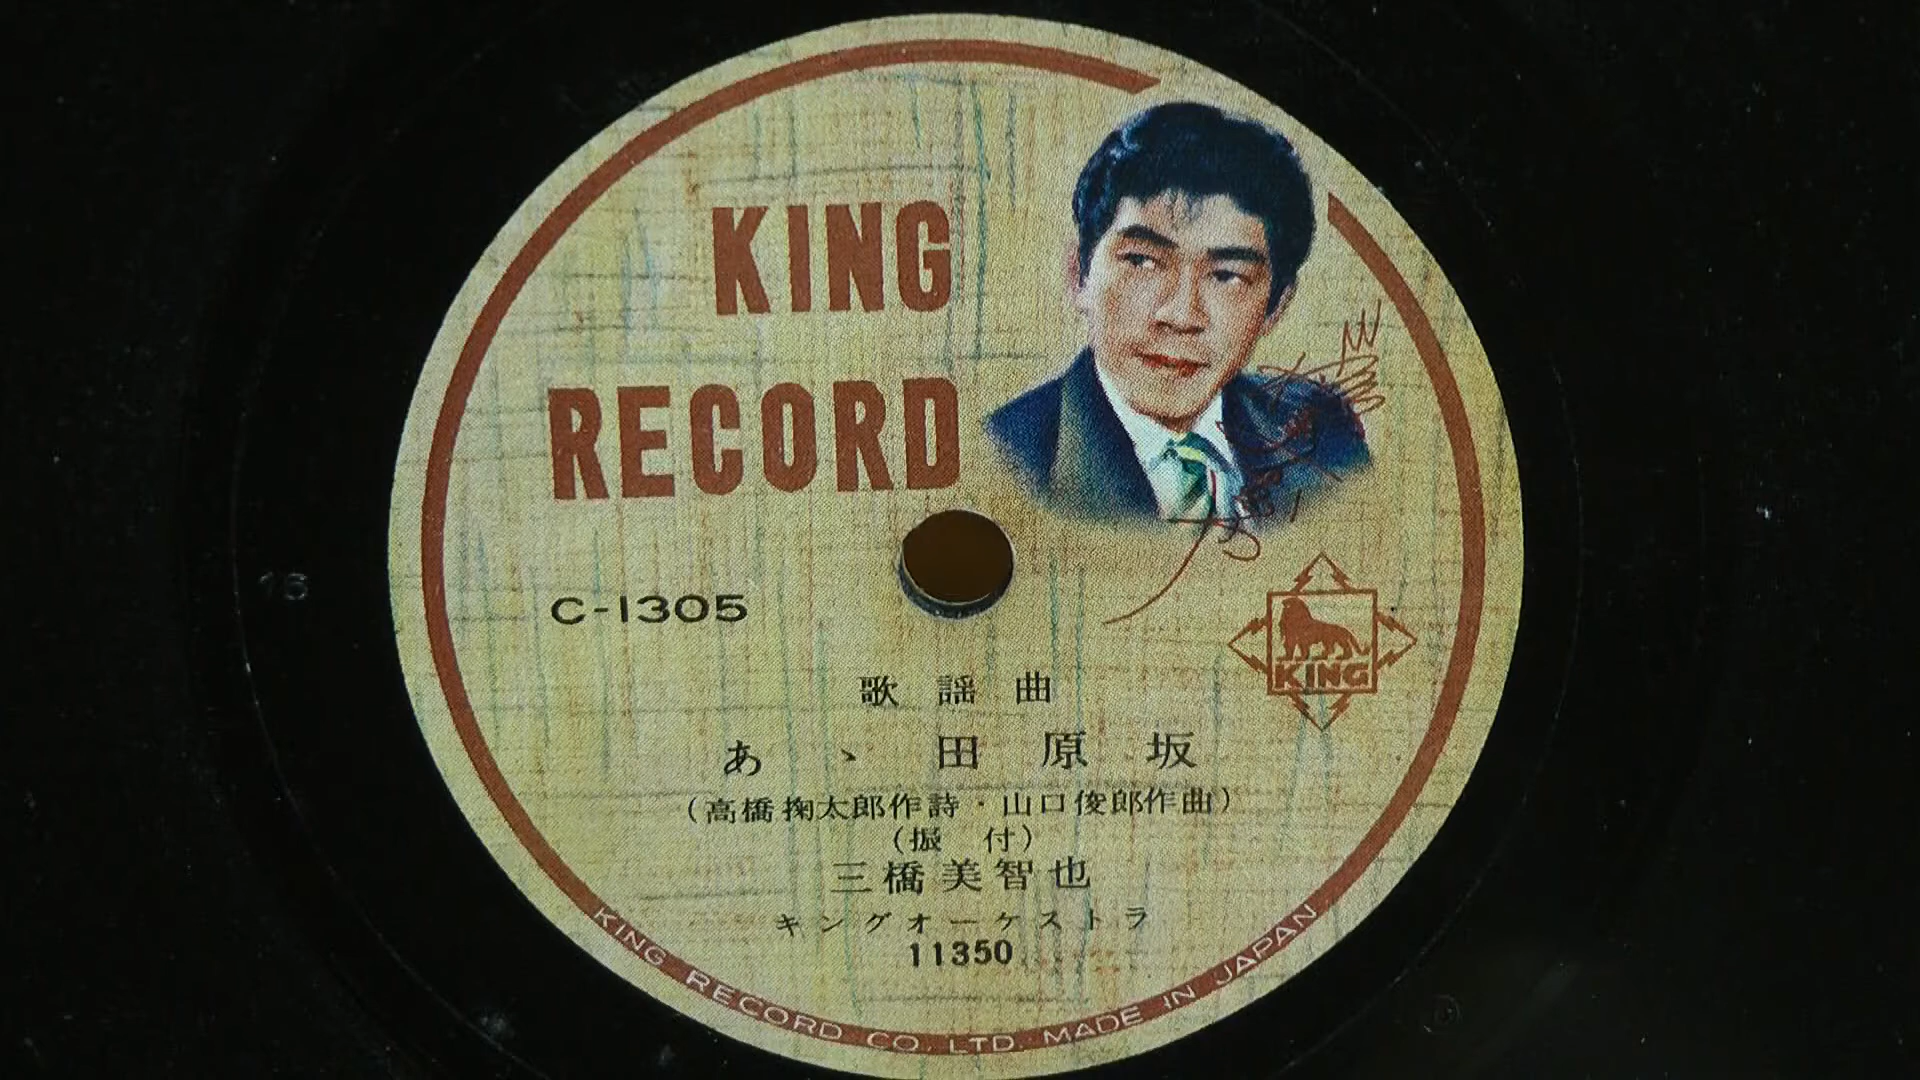 KING
RECORD
C-1305
KING
歌謡曲
あゝ田原坂
(高橋掬太郎作詩・山口俊郎作曲)
(振付)
三橋美智也
キングオーケストラ
11350
KING RECORD CO. LTD. MADE IN JAPAN
16